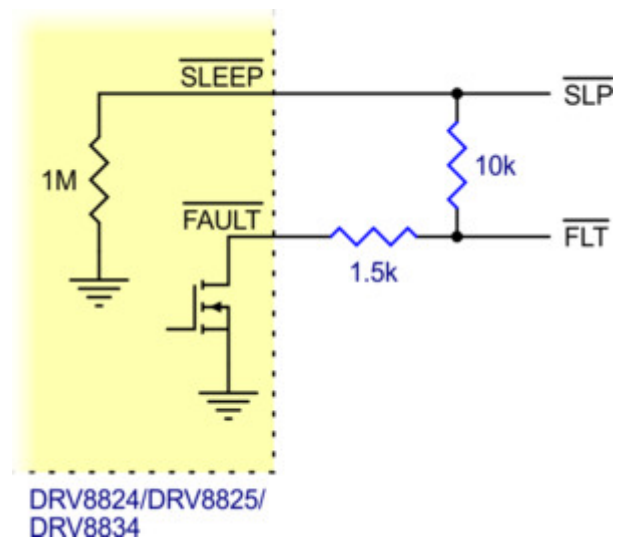 SLEEP
SLP
1M
10k
FAULT
FLT
1.5k
DRV8824/DRV8825/
DRV8834